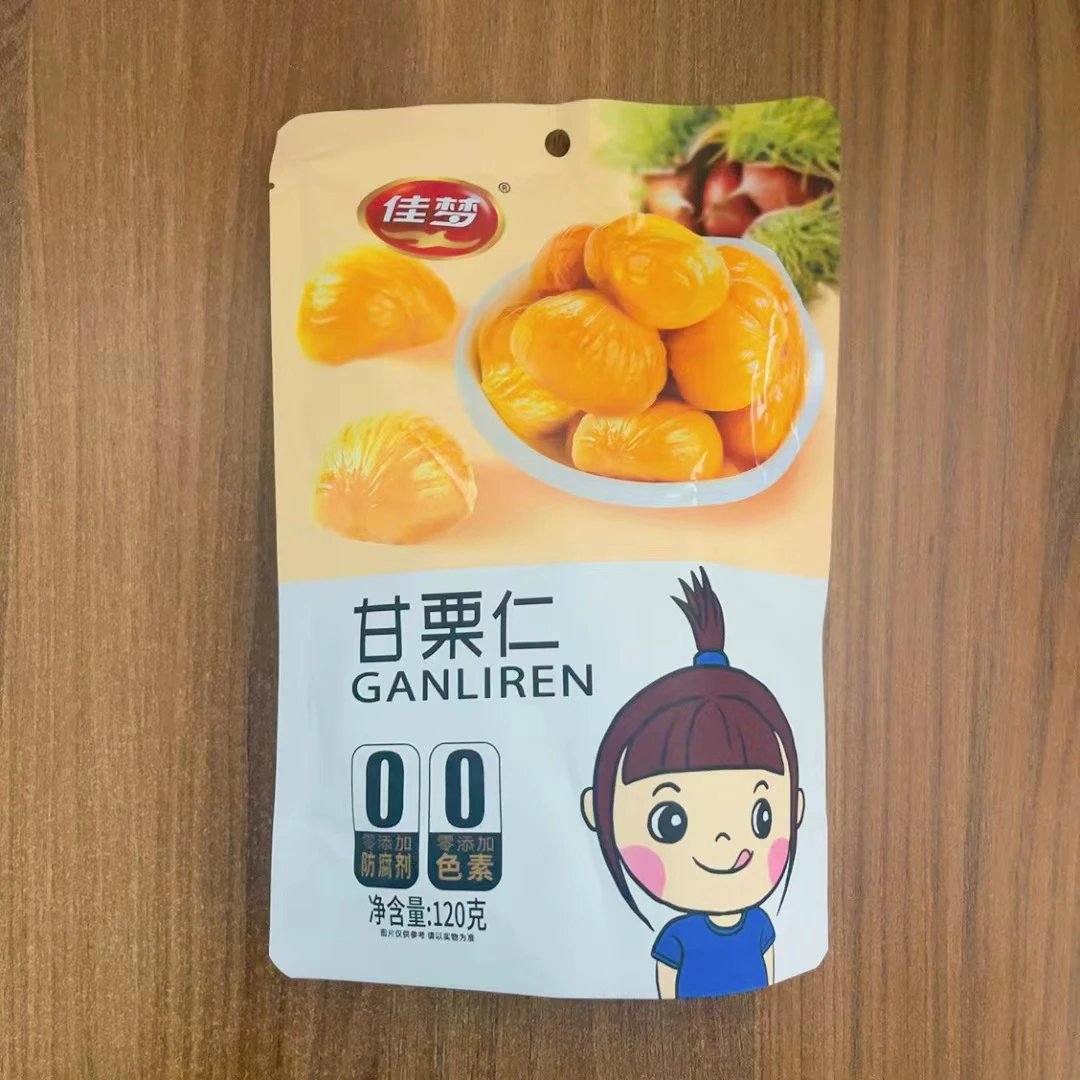 佳梦
®
甘栗仁
GANLIREN
0 0
零添加 零添加
防腐剂 色素
净含量:120克
图片仅供参考 请以实物为准